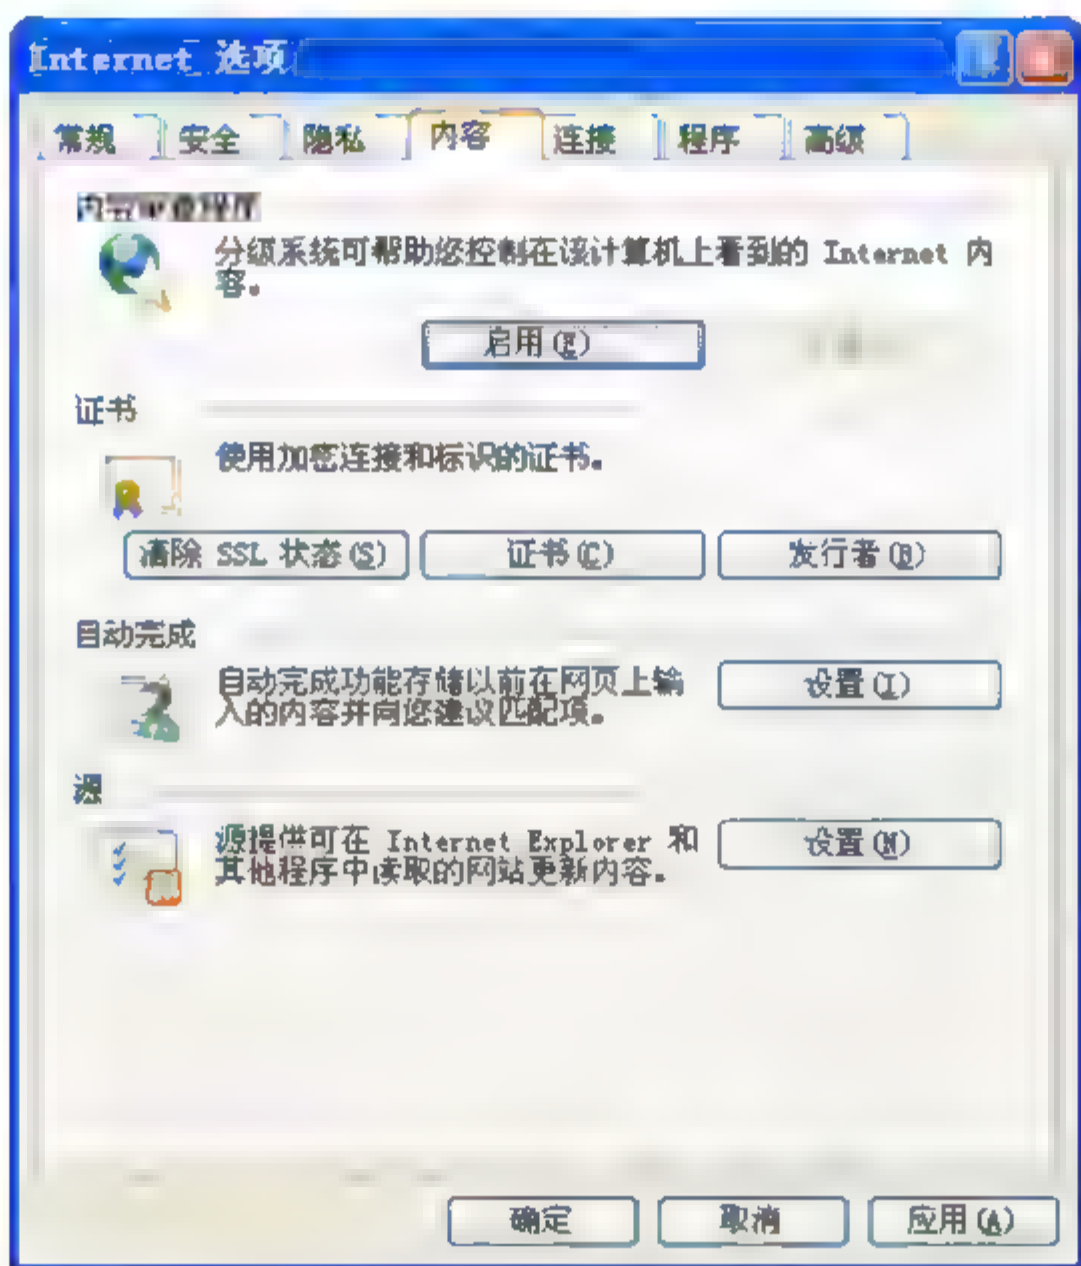 Internet 选项
常规 安全 隐私 内容 连接 程序 高级
内容审查程序
分级系统可帮助您控制在该计算机上看到的 Internet 内
容。
启用(E)
证书
使用加密连接和标识的证书。
清除 SSL 状态(S) 证书(C) 发行者(B)
自动完成
自动完成功能存储以前在网页上输
入的内容并向您建议匹配项。
设置(I)
源
源提供可在 Internet Explorer 和
其他程序中读取的网站更新内容。
设置(N)
确定 取消 应用(A)